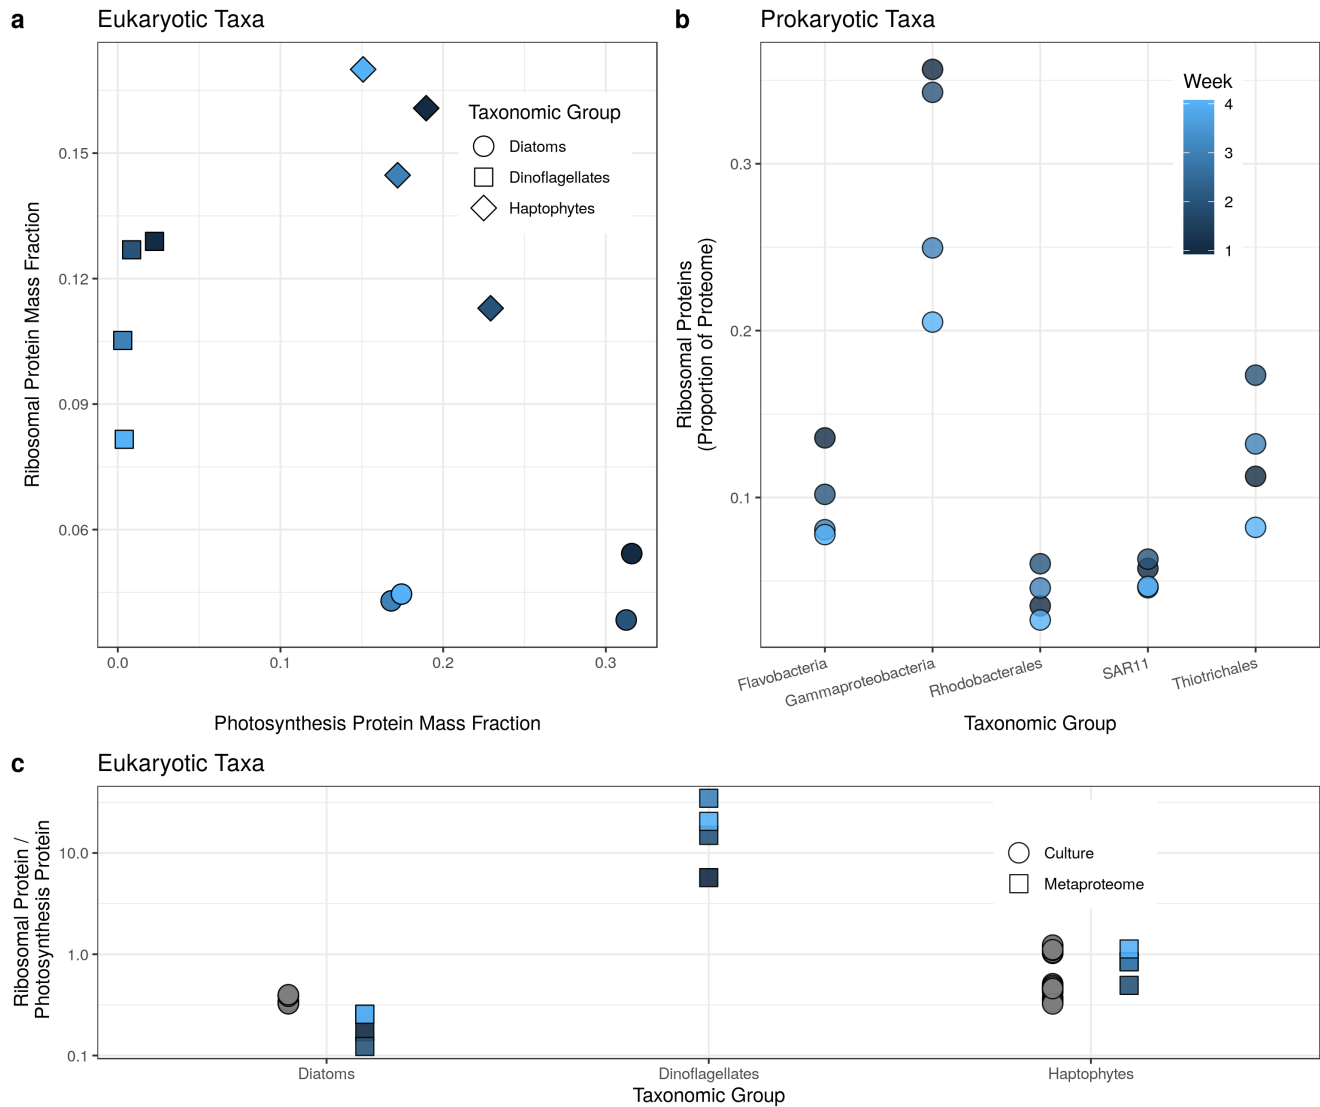 a
Eukaryotic Taxa
Ribosomal Protein Mass Fraction
0.15
0.12
0.09
0.06
0.0
0.1
0.2
0.3
Photosynthesis Protein Mass Fraction
Taxonomic Group
Diatoms
Dinoflagellates
Haptophytes
b
Prokaryotic Taxa
Ribosomal Proteins
(Proportion of Proteome)
0.3
0.2
0.1
Week
4
3
2
1
Flavobacteria
Gammaproteobacteria
Rhodobacterales
SAR11
Thiotrichales
Taxonomic Group
c
Eukaryotic Taxa
Ribosomal Protein /
Photosynthesis Protein
10.0
1.0
0.1
Culture
Metaproteome
Diatoms
Dinoflagellates
Haptophytes
Taxonomic Group